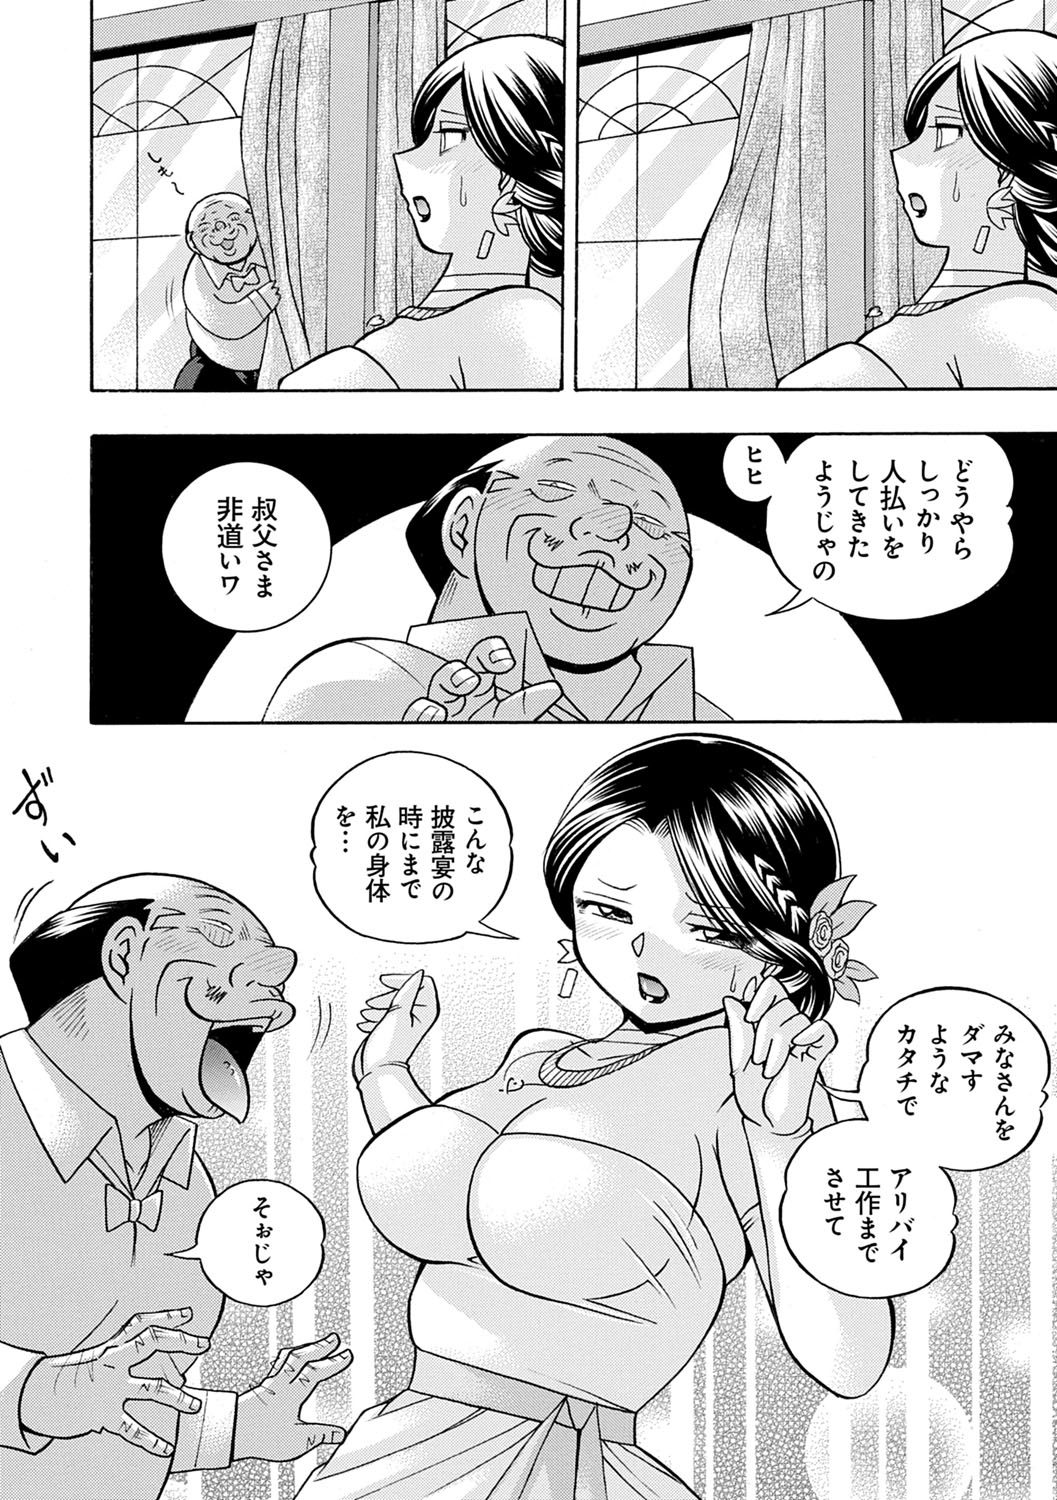 しも〜
どうやら
しっかり
人払いを
してきた
ようじゃの
ヒヒ
叔父さま
非道いワ
こんな
披露宴の
時にまで
私の身体
を…
ずい
みなさんを
ダマす
ような
カタチで
アリバイ
工作まで
させて
そぉじゃ